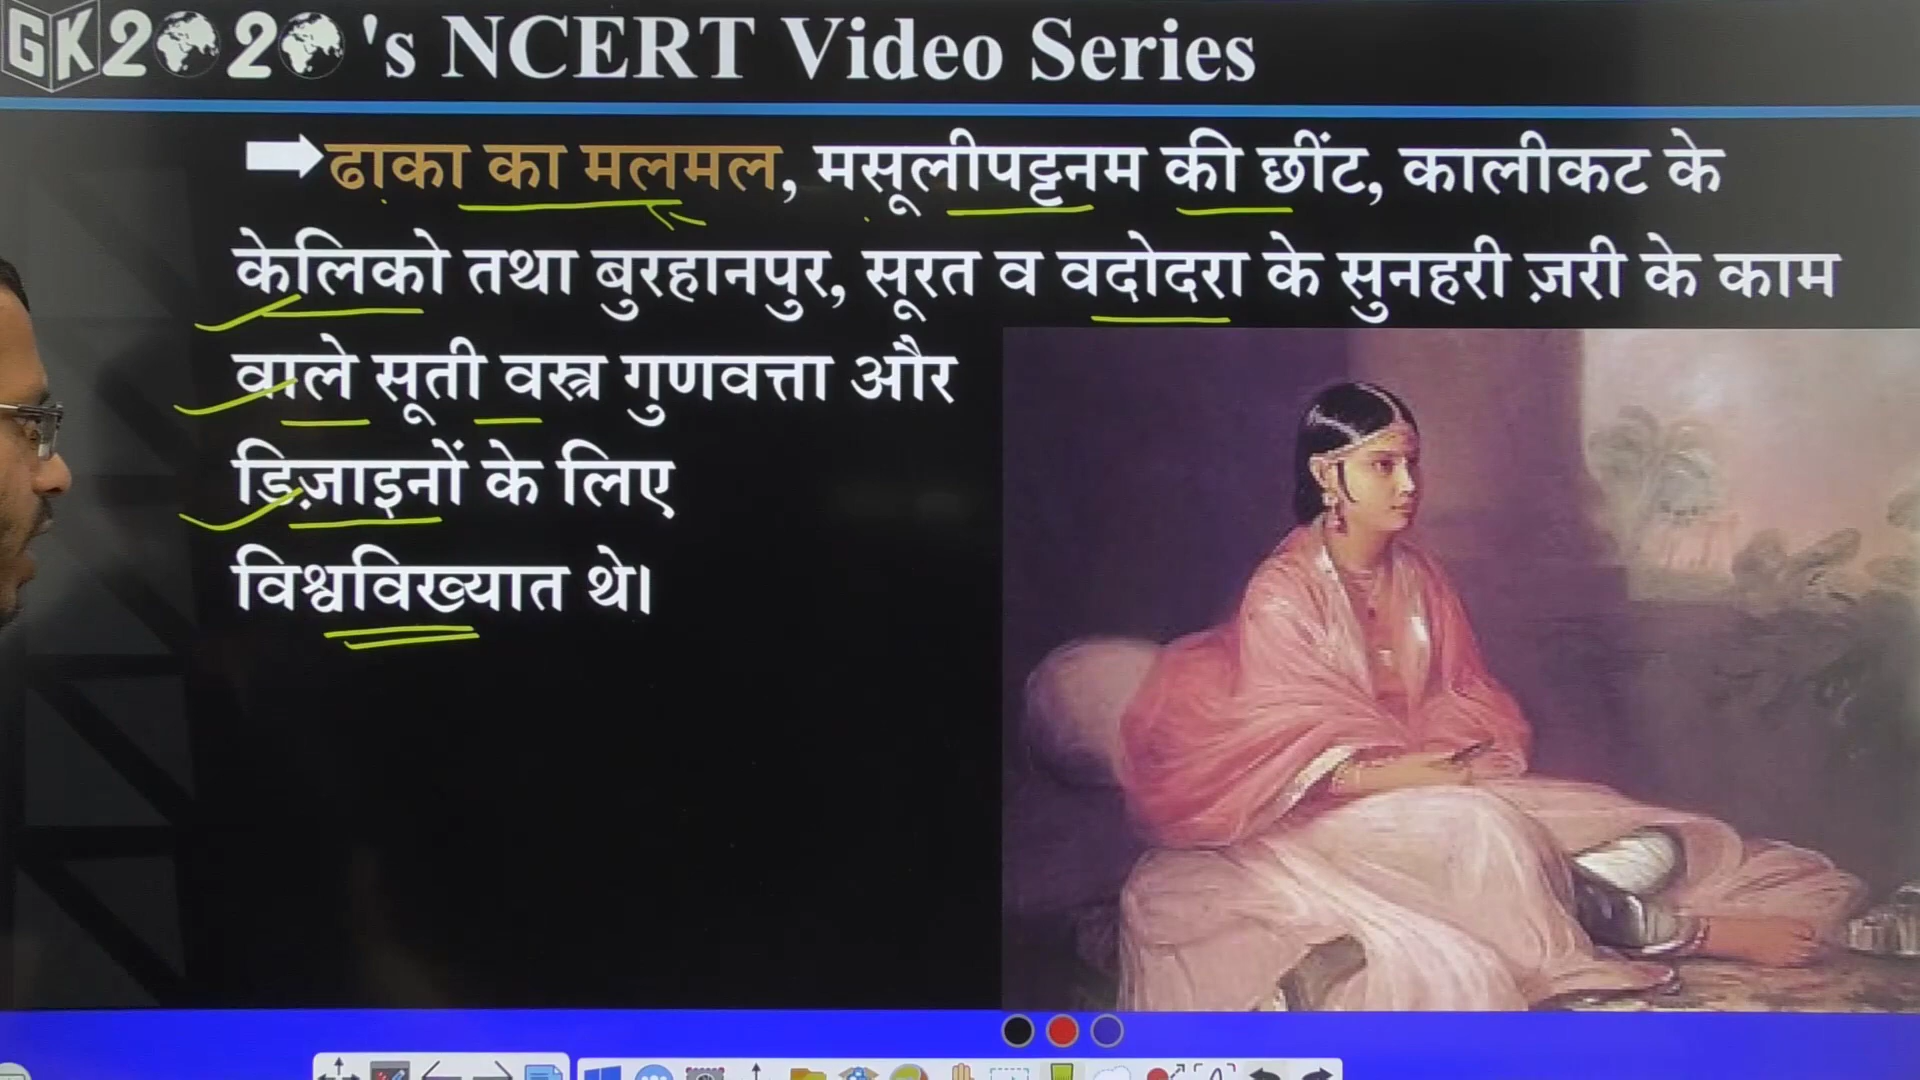 GK2020's NCERT Video Series
ढाका का मलमल, मसूलीपट्टनम की छींट, कालीकट के
केलिको तथा बुरहानपुर, सूरत व वदोदरा के सुनहरी ज़री के काम
वाले सूती वस्त्र गुणवत्ता और
डिज़ाइनों के लिए
विश्वविख्यात थे।